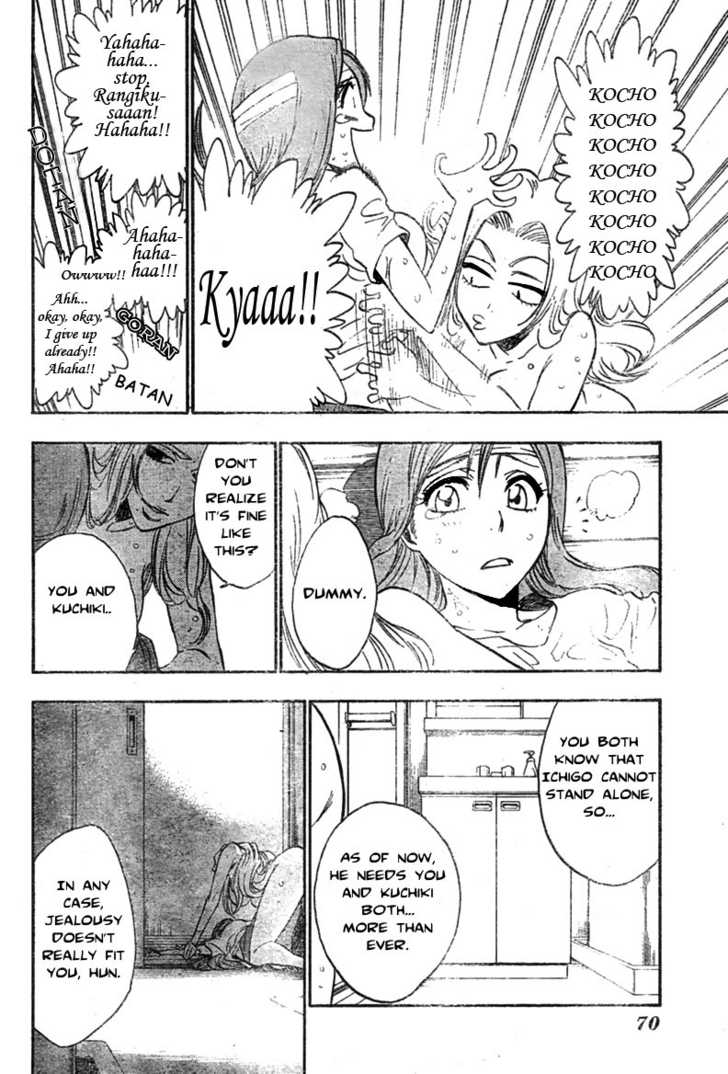 KOCHO
KOCHO
KOCHO
KOCHO
KOCHO
KOCHO
KOCHO
KOCHO
Kyaaa!!
Yahaha-
haha...
stop,
Rangiku-
saaan!
Hahaha!!
DOTAN
Ahaha-
haha-
haa!!!
Owwww!!
Ahh...
okay, okay,
I give up
already!!
Ahaha!!
GORAN
BATAN
DUMMY.
DON'T
YOU
REALIZE
IT'S FINE
LIKE
THIS?
YOU AND
KUCHIKI..
YOU BOTH
KNOW THAT
ICHIGO CANNOT
STAND ALONE,
SO...
AS OF NOW,
HE NEEDS YOU
AND KUCHIKI
BOTH...
MORE THAN
EVER.
IN ANY
CASE,
JEALOUSY
DOESN'T
REALLY FIT
YOU, HUN.
70